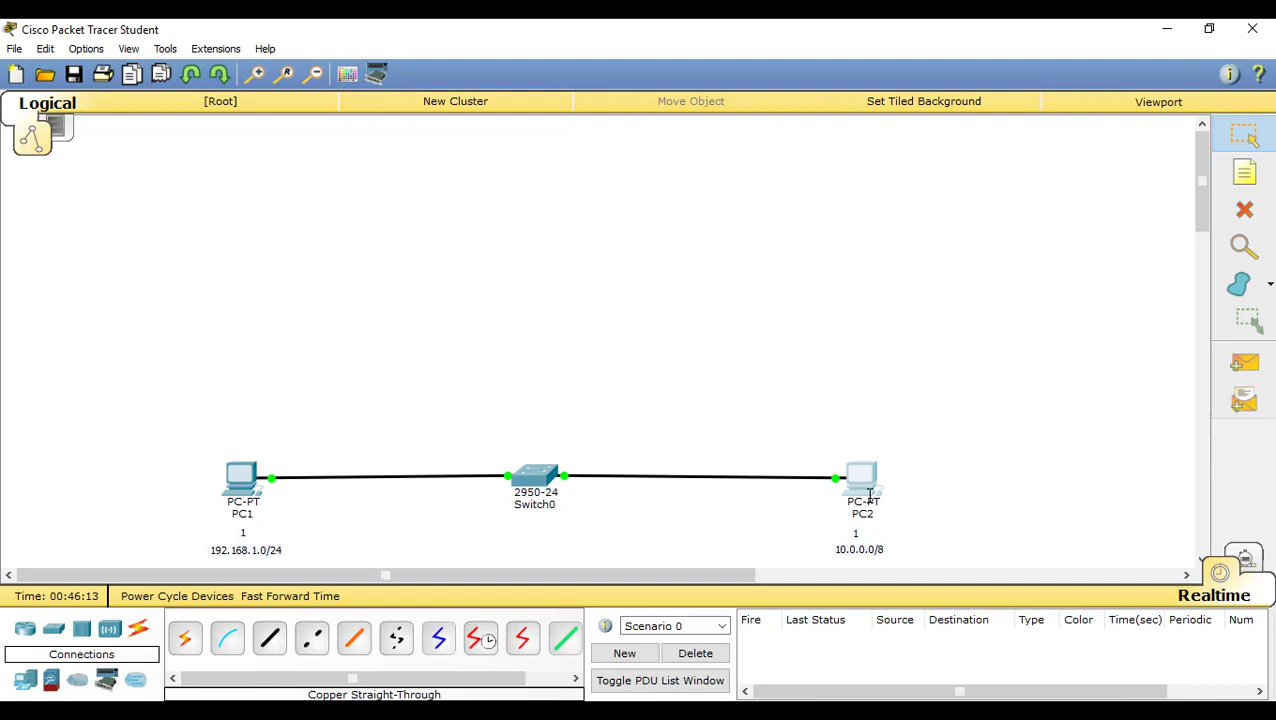 Cisco Packet Tracer Student
File Edit Options View Tools Extensions Help
Logical [Root] New Cluster Move Object Set Tiled Background Viewport
PC-PT
PC1
1
192.168.1.0/24
2950-24
Switch0
PC-PT
PC2
1
10.0.0.0/8
Time: 00:46:13 Power Cycle Devices Fast Forward Time Realtime
Connections
Copper Straight-Through
Scenario 0
New Delete
Toggle PDU List Window
Fire Last Status Source Destination Type Color Time(sec) Periodic Num